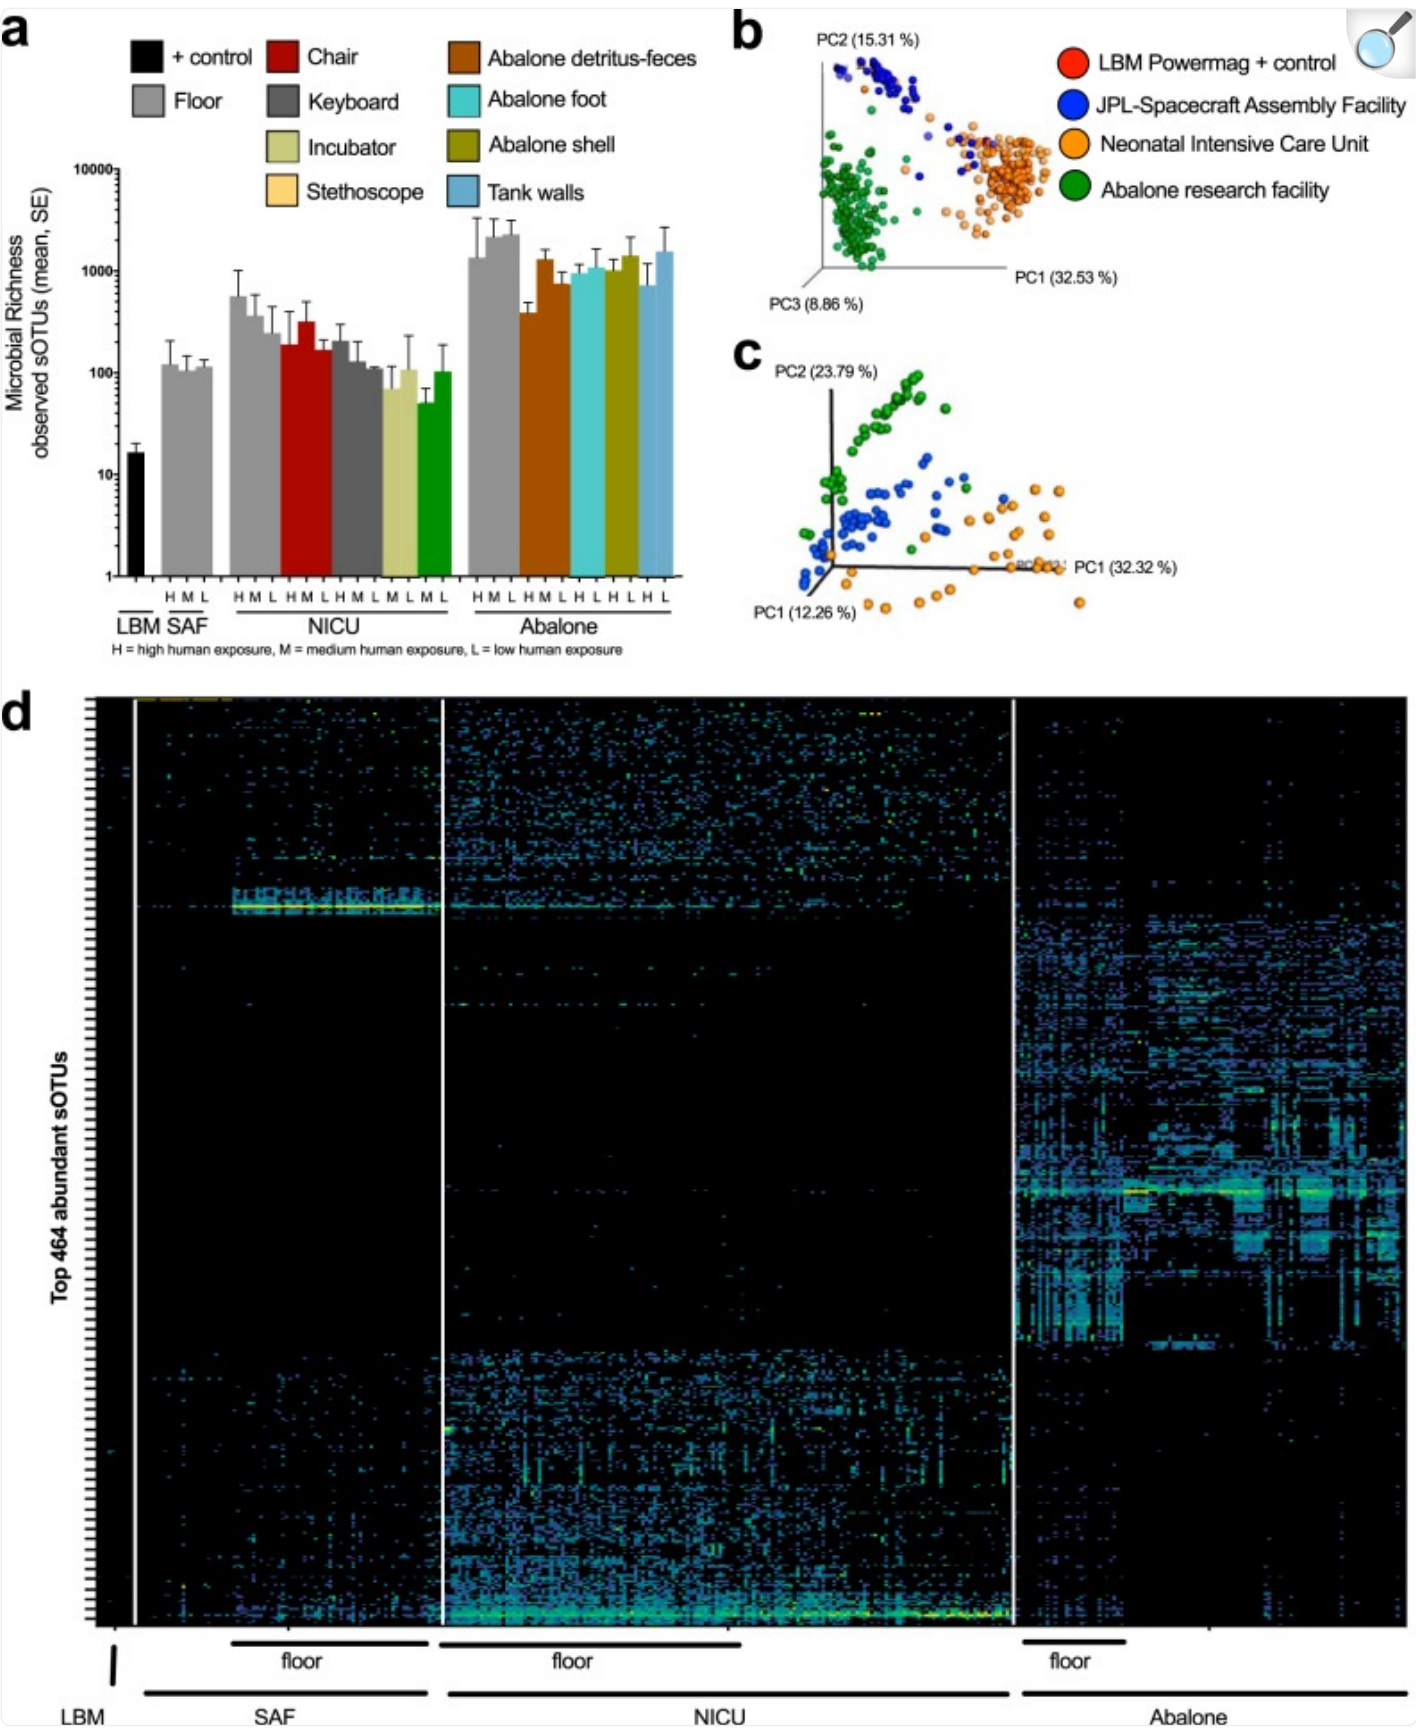 a
+ control
Chair
Abalone detritus-feces
Floor
Keyboard
Abalone foot
Incubator
Abalone shell
Stethoscope
Tank walls
Microbial Richness
observed sOTUs (mean, SE)
10000
1000
100
10
1
H M L H M L H M L H M L M L M L H M L H M L H L H L H L
LBM SAF NICU Abalone
H = high human exposure, M = medium human exposure, L = low human exposure
b
PC2 (15.31 %)
LBM Powermag + control
JPL-Spacecraft Assembly Facility
Neonatal Intensive Care Unit
Abalone research facility
PC1 (32.53 %)
PC3 (8.86 %)
c
PC2 (23.79 %)
PC1 (32.32 %)
PC1 (12.26 %)
d
Top 464 abundant sOTUs
floor floor floor
LBM SAF NICU Abalone